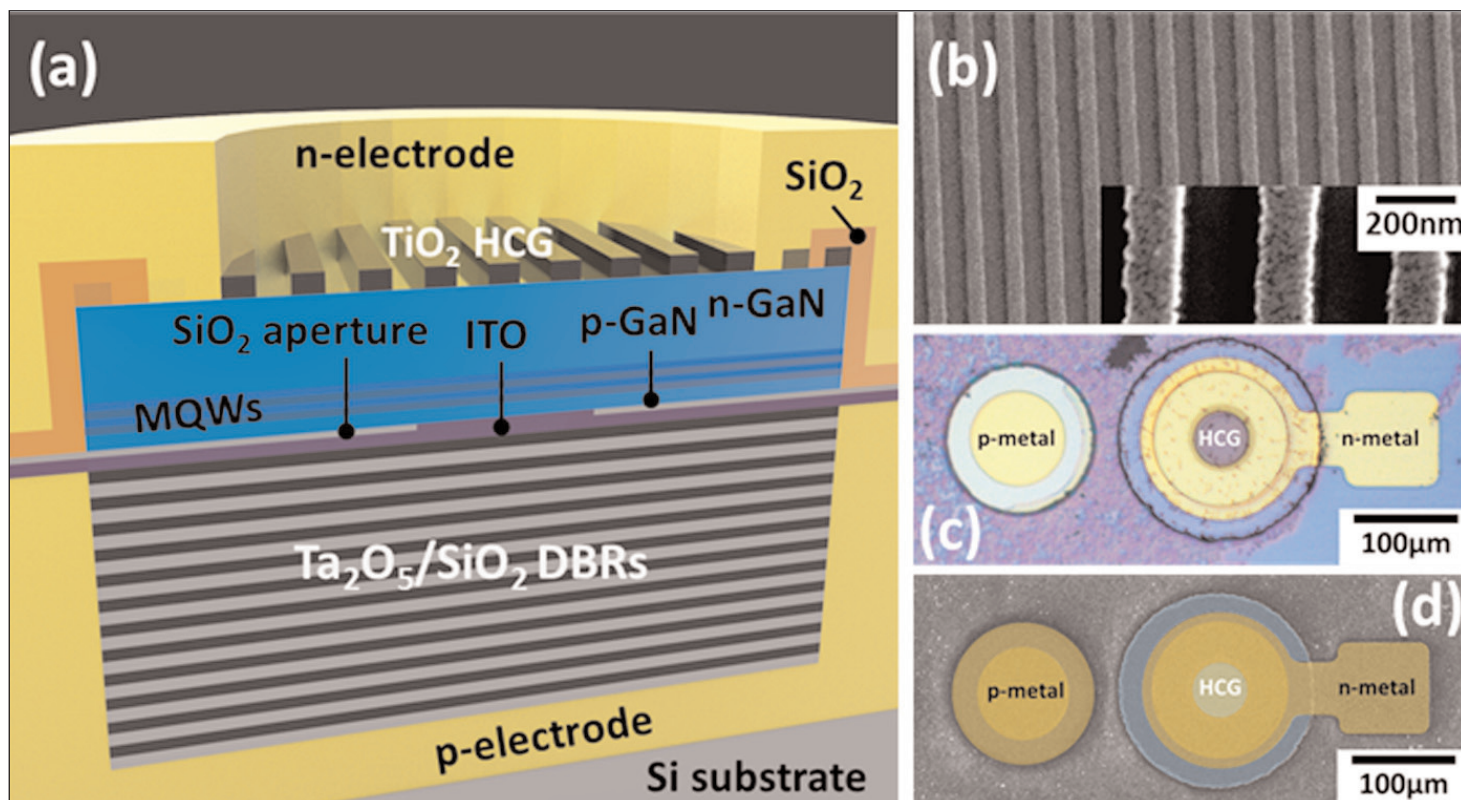 (a)
n-electrode
SiO₂
TiO₂ HCG
SiO₂ aperture
ITO
p-GaN
n-GaN
MQWs
Ta₂O₅/SiO₂ DBRs
p-electrode
Si substrate
(b)
200nm
p-metal
HCG
n-metal
(c)
100μm
(d)
p-metal
HCG
n-metal
100μm